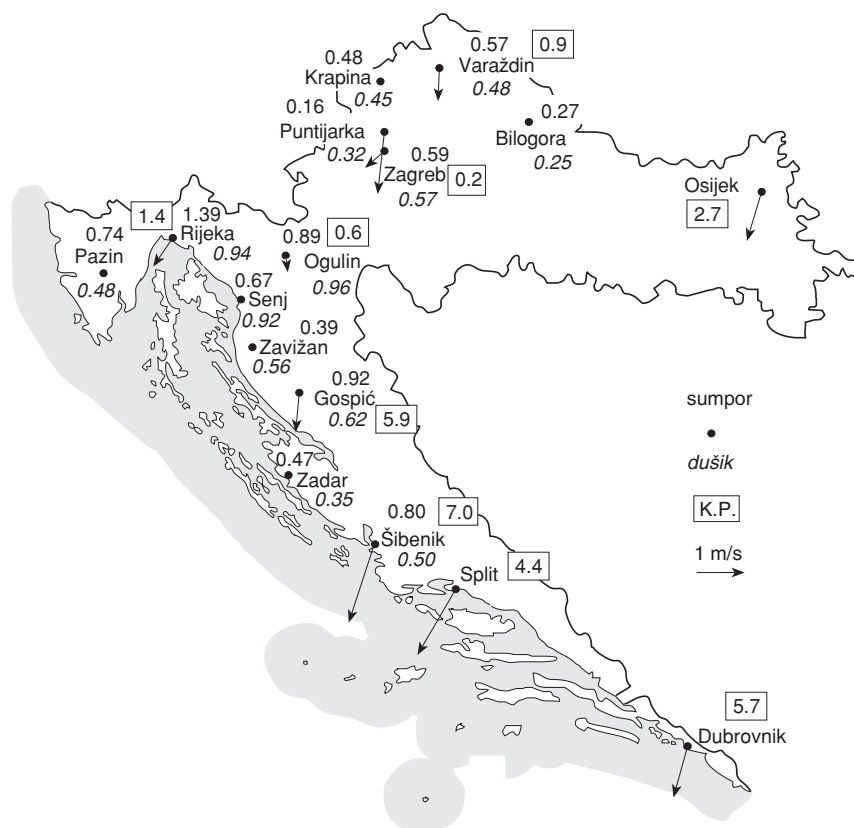 0.57
0.9
0.48
Varaždin
Krapina
0.48
0.45
0.16
0.27
Puntijarka
Bilogora
0.32
0.25
0.59
Zagreb
0.2
0.57
Osijek
2.7
1.4
1.39
0.74
Rijeka
0.89
0.6
Pazin
0.94
Ogulin
0.48
0.67
0.96
Senj
0.92
0.39
Zavižan
0.56
0.92
Gospić
0.62
5.9
sumpor
dušik
0.47
Zadar
0.35
K.P.
0.80
7.0
Šibenik
0.50
1 m/s
4.4
Split
5.7
Dubrovnik